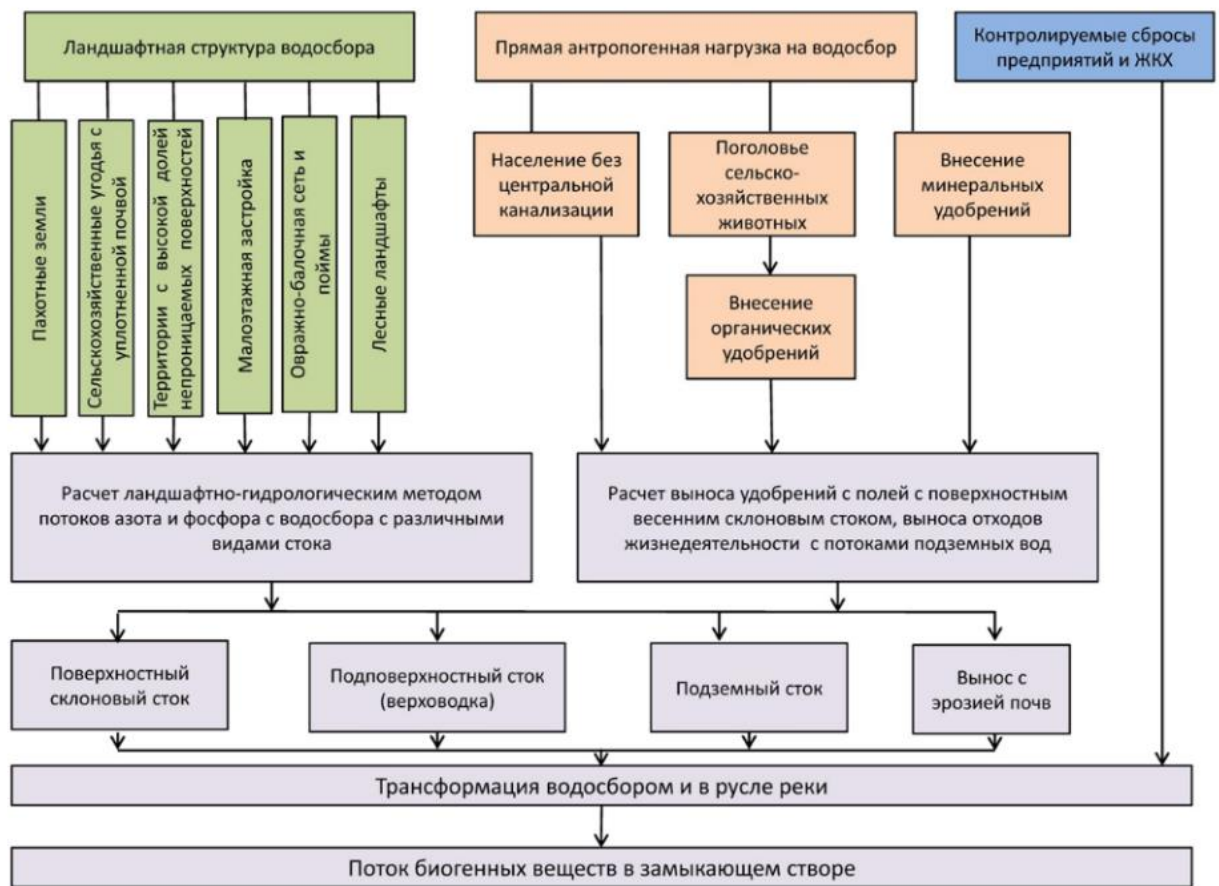 Ландшафтная структура водосбора
Прямая антропогенная нагрузка на водосбор
Контролируемые сбросы
предприятий и ЖКХ
Пахотные земли
Сельскохозяйственные угодья с
уплотненной почвой
Территории с высокой долей
непроницаемых поверхностей
Малоэтажная застройка
Овражно-балочная сеть и
поймы
Лесные ландшафты
Население без
центральной
канализации
Поголовье
сельско-
хозяйственных
животных
Внесение
минеральных
удобрений
Внесение
органических
удобрений
Расчет ландшафтно-гидрологическим методом
потоков азота и фосфора с водосбора с различными
видами стока
Расчет выноса удобрений с полей с поверхностным
весенним склоновым стоком, выноса отходов
жизнедеятельности с потоками подземных вод
Поверхностный
склоновый сток
Подповерхностный сток
(верховодка)
Подземный сток
Вынос с
эрозией почв
Трансформация водосбором и в русле реки
Поток биогенных веществ в замыкающем створе